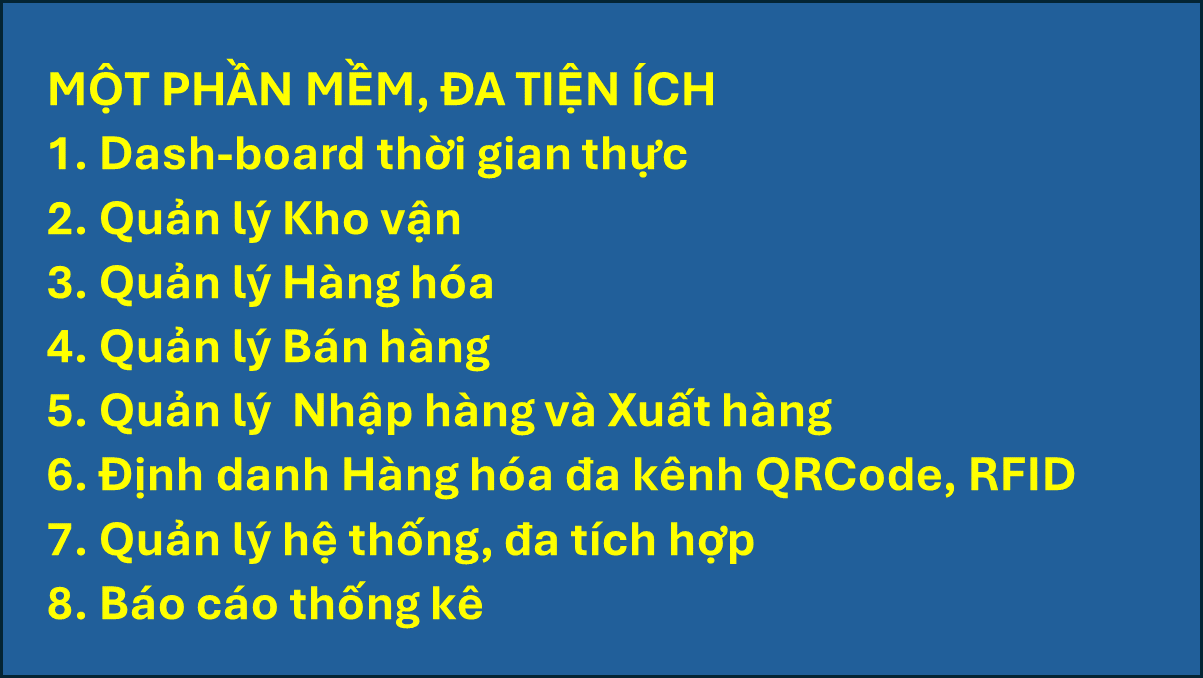 MỘT PHẦN MỀM, ĐA TIỆN ÍCH
1. Dash-board thời gian thực
2. Quản lý Kho vận
3. Quản lý Hàng hóa
4. Quản lý Bán hàng
5. Quản lý  Nhập hàng và Xuất hàng
6. Định danh Hàng hóa đa kênh QRCode, RFID
7. Quản lý hệ thống, đa tích hợp
8. Báo cáo thống kê